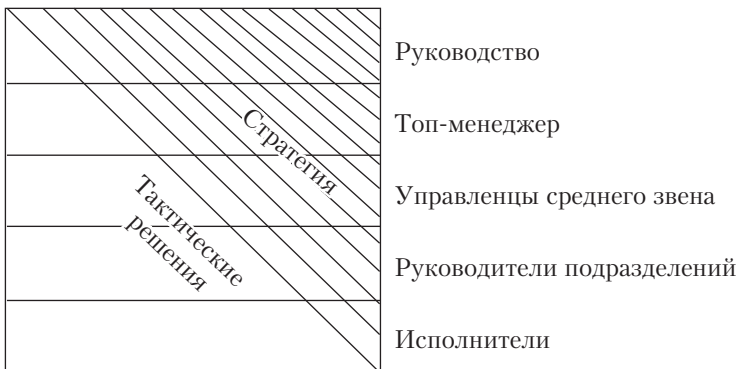 Руководство
Топ-менеджер
Стратегия
Управленцы среднего звена
Тактические
решения
Руководители подразделений
Исполнители